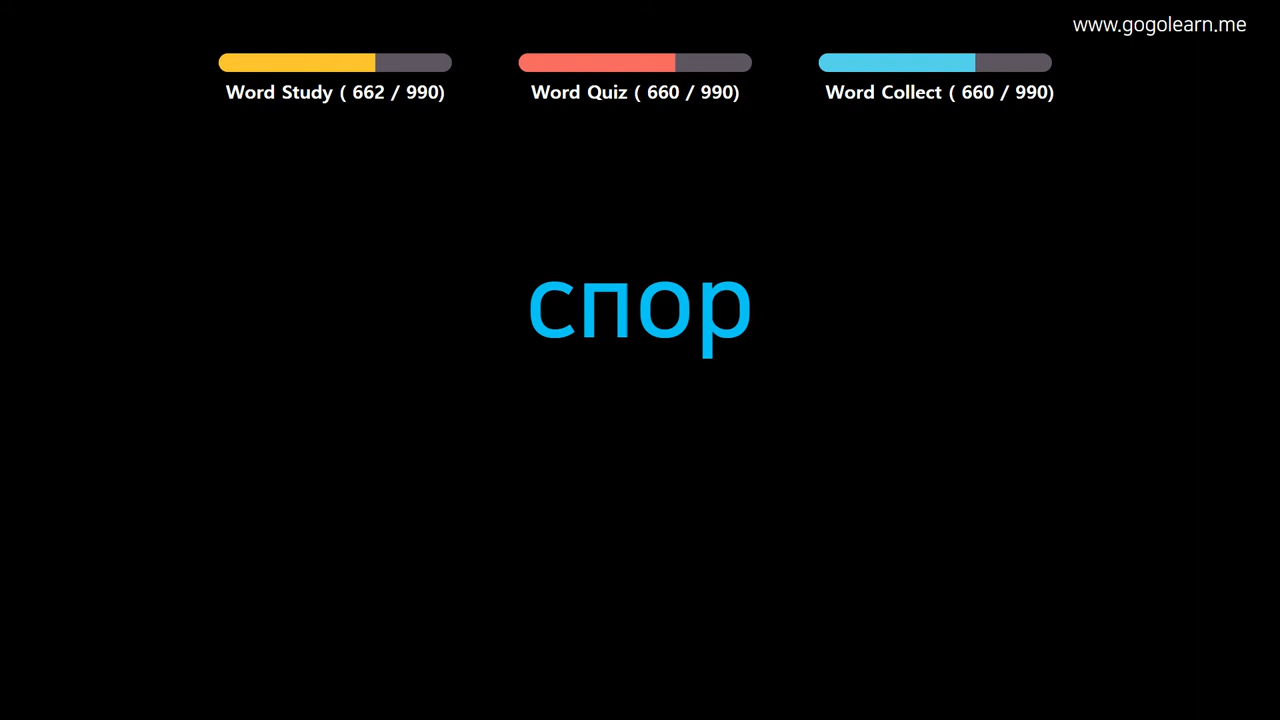 www.gogolearn.me
Word Study ( 662 / 990)
Word Quiz ( 660 / 990)
Word Collect ( 660 / 990)
спор